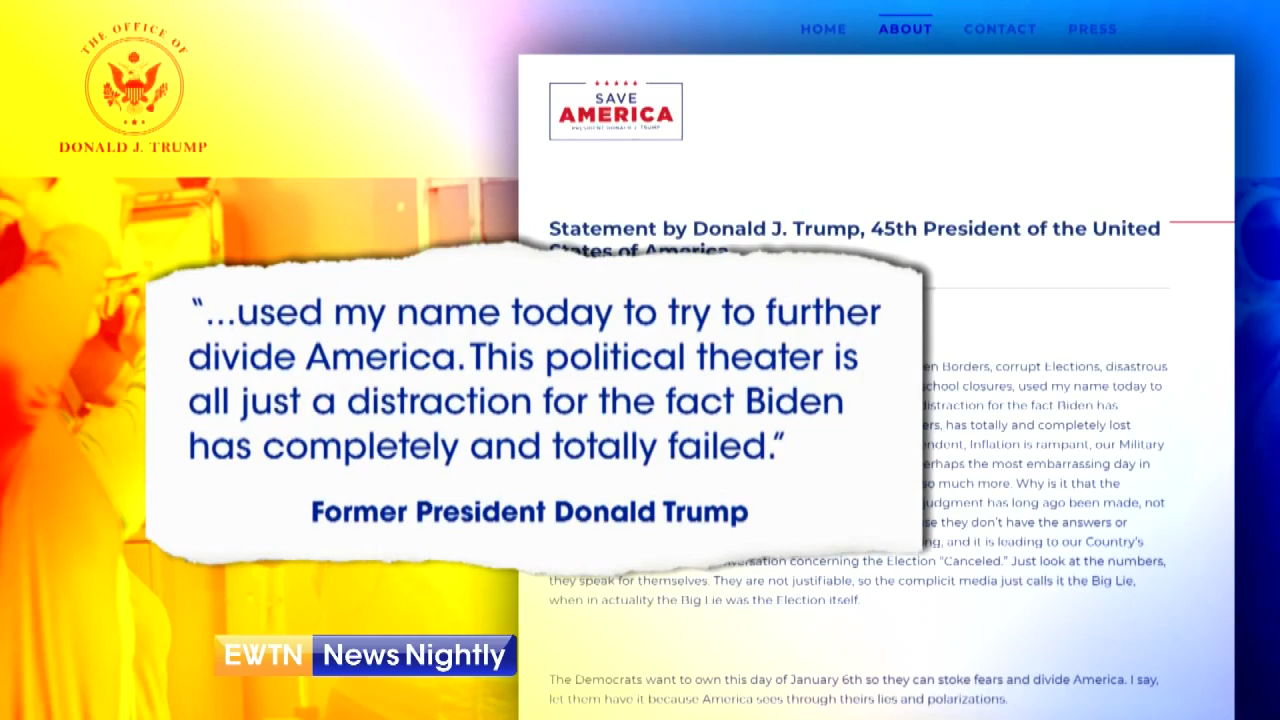 THE OFFICE OF
DONALD J. TRUMP
HOME ABOUT CONTACT PRESS
SAVE
AMERICA
PRESIDENT DONALD J. TRUMP
Statement by Donald J. Trump, 45th President of the United
States of America
"...used my name today to try to further
divide America. This political theater is
all just a distraction for the fact Biden
has completely and totally failed."
Former President Donald Trump
Borders, corrupt Elections, disastrous
school closures, used my name today to
distraction for the fact Biden has
has totally and completely lost
Inflation is rampant, our Military
the most embarrassing day in
so much more. Why is it that the
judgment has long ago been made, not
they don't have the answers or
and it is leading to our Country's
concerning the Election "Canceled." Just look at the numbers,
they speak for themselves. They are not justifiable, so the complicit media just calls it the Big Lie,
when in actuality the Big Lie was the Election itself.
The Democrats want to own this day of January 6th so they can stoke fears and divide America. I say,
let them have it because America sees through theirs lies and polarizations.
EWTN News Nightly